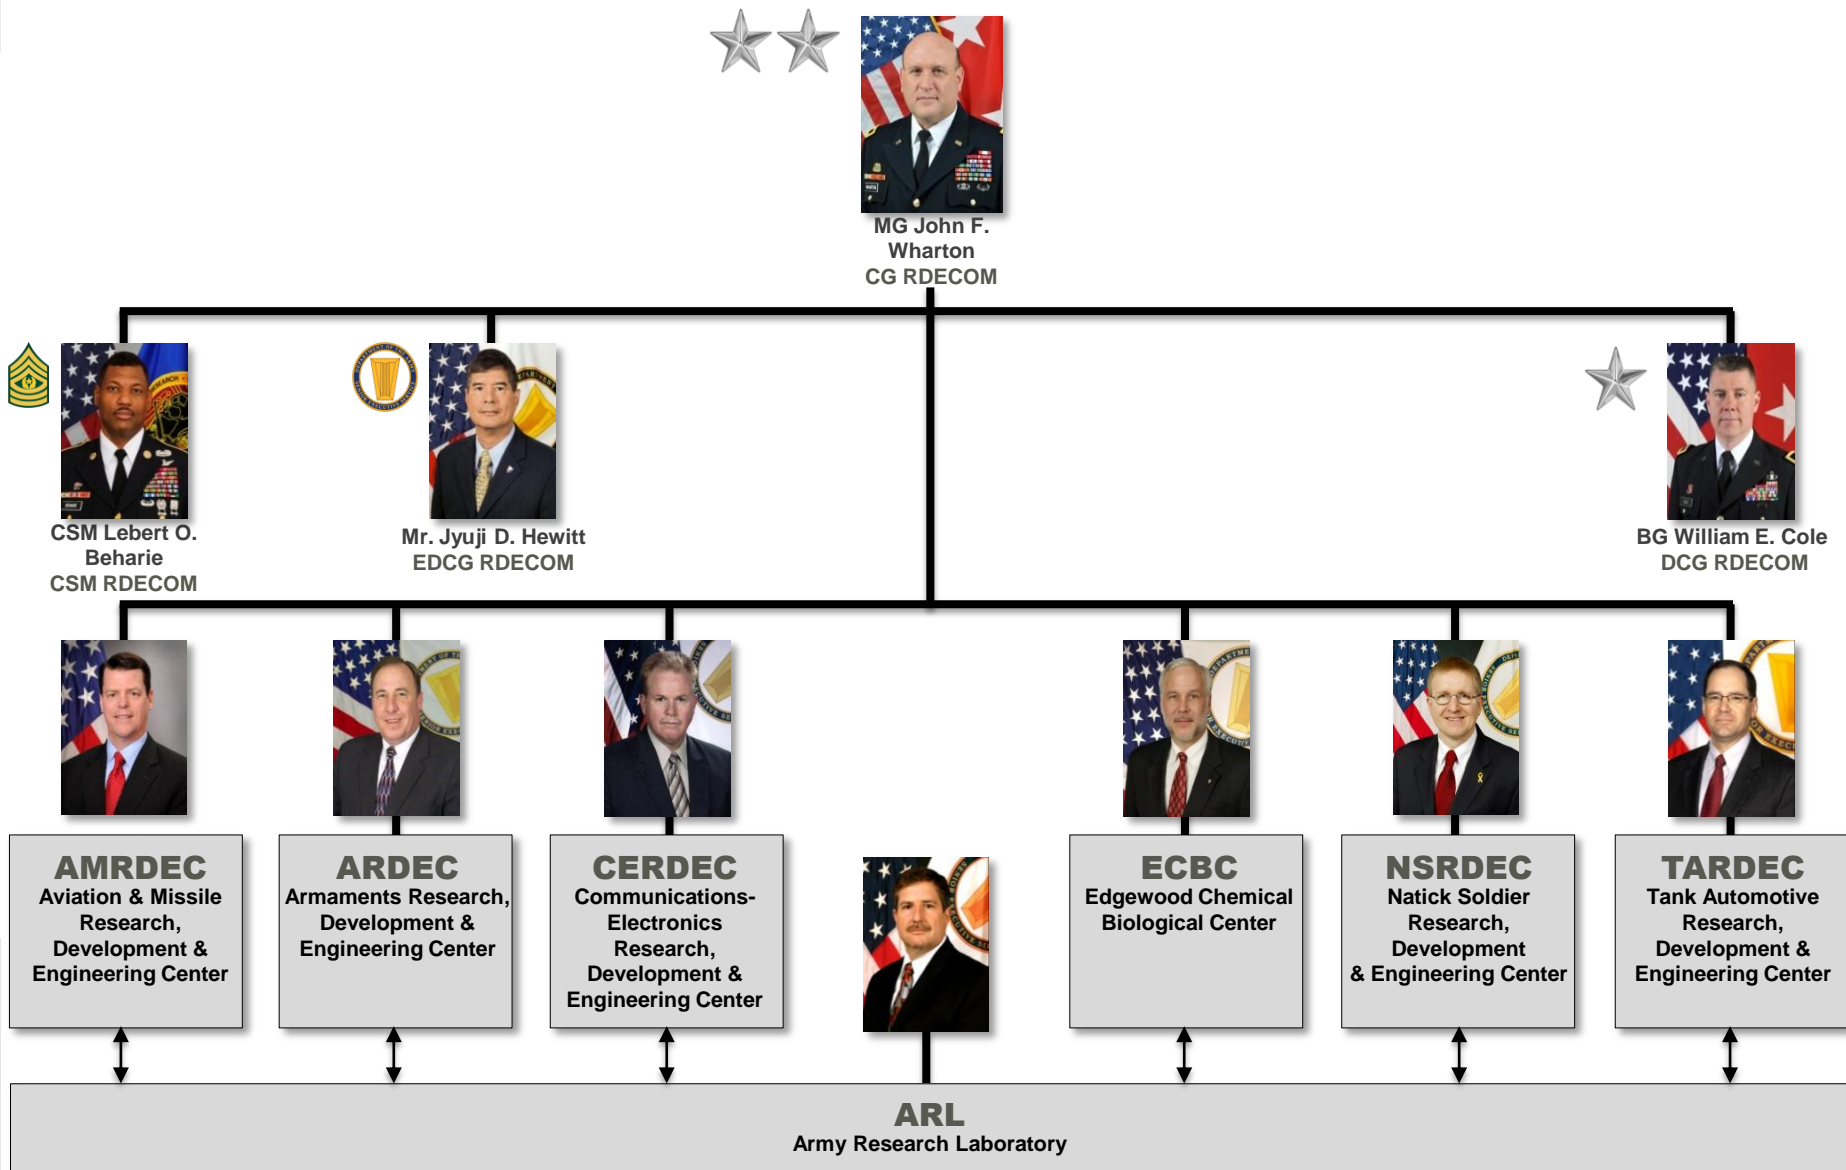 MG John F.
Wharton
CG RDECOM
CSM Lebert O.
Beharie
CSM RDECOM
Mr. Jyuji D. Hewitt
EDCG RDECOM
BG William E. Cole
DCG RDECOM
AMRDEC
Aviation & Missile
Research,
Development &
Engineering Center
ARDEC
Armaments Research,
Development &
Engineering Center
CERDEC
Communications-
Electronics
Research,
Development &
Engineering Center
ECBC
Edgewood Chemical
Biological Center
NSRDEC
Natick Soldier
Research,
Development
& Engineering Center
TARDEC
Tank Automotive
Research,
Development &
Engineering Center
ARL
Army Research Laboratory